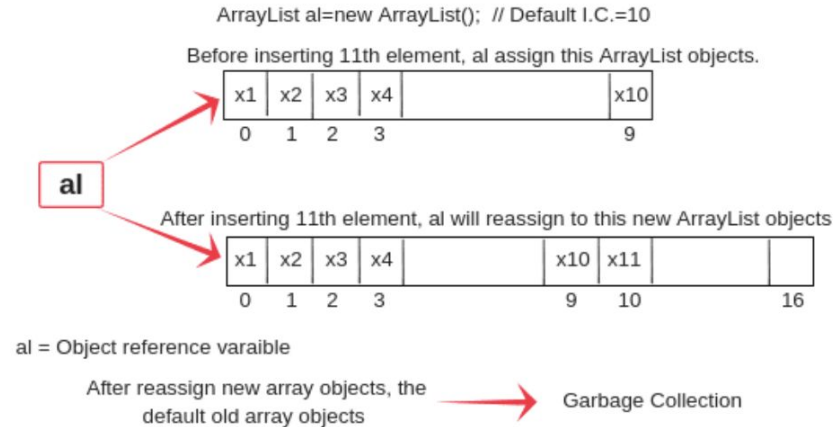 ArrayList al=new ArrayList(); // Default I.C.=10
Before inserting 11th element, al assign this ArrayList objects.
x1 x2 x3 x4 x10
0 1 2 3 9
al
After inserting 11th element, al will reassign to this new ArrayList objects
x1 x2 x3 x4 x10 x11
0 1 2 3 9 10 16
al = Object reference varaible
After reassign new array objects, the
default old array objects
Garbage Collection